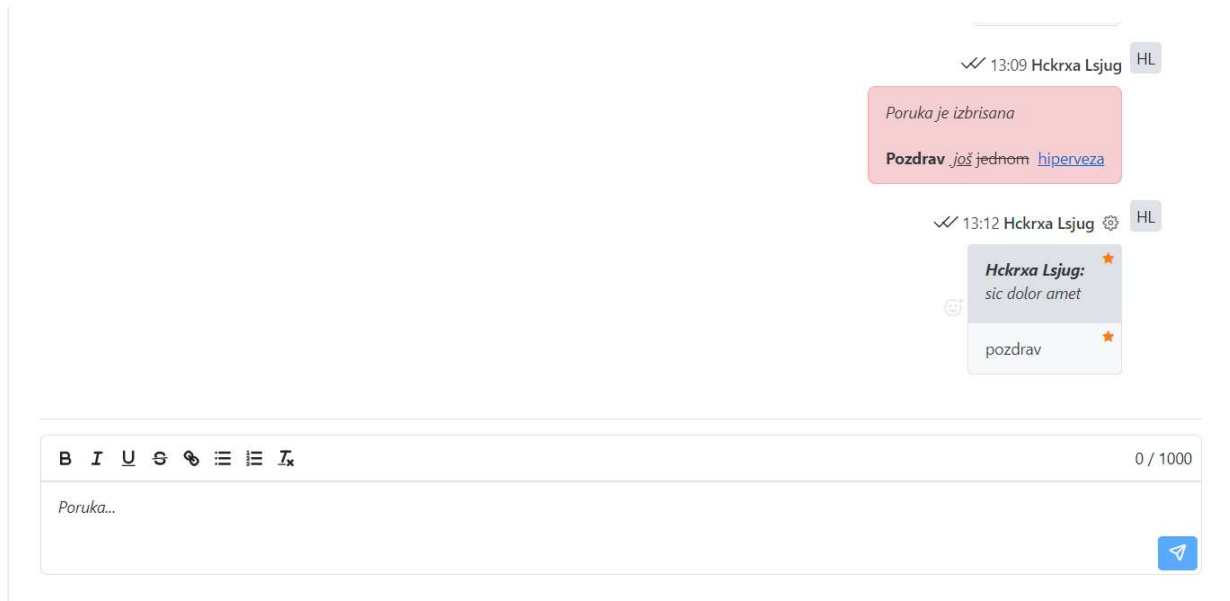 13:09 Hckrxa Lsjug HL
Poruka je izbrisana
Pozdrav još jednom hiperveza
13:12 Hckrxa Lsjug HL
Hckrxa Lsjug:
sic dolor amet
pozdrav
B I U S Tx 0 / 1000
Poruka...